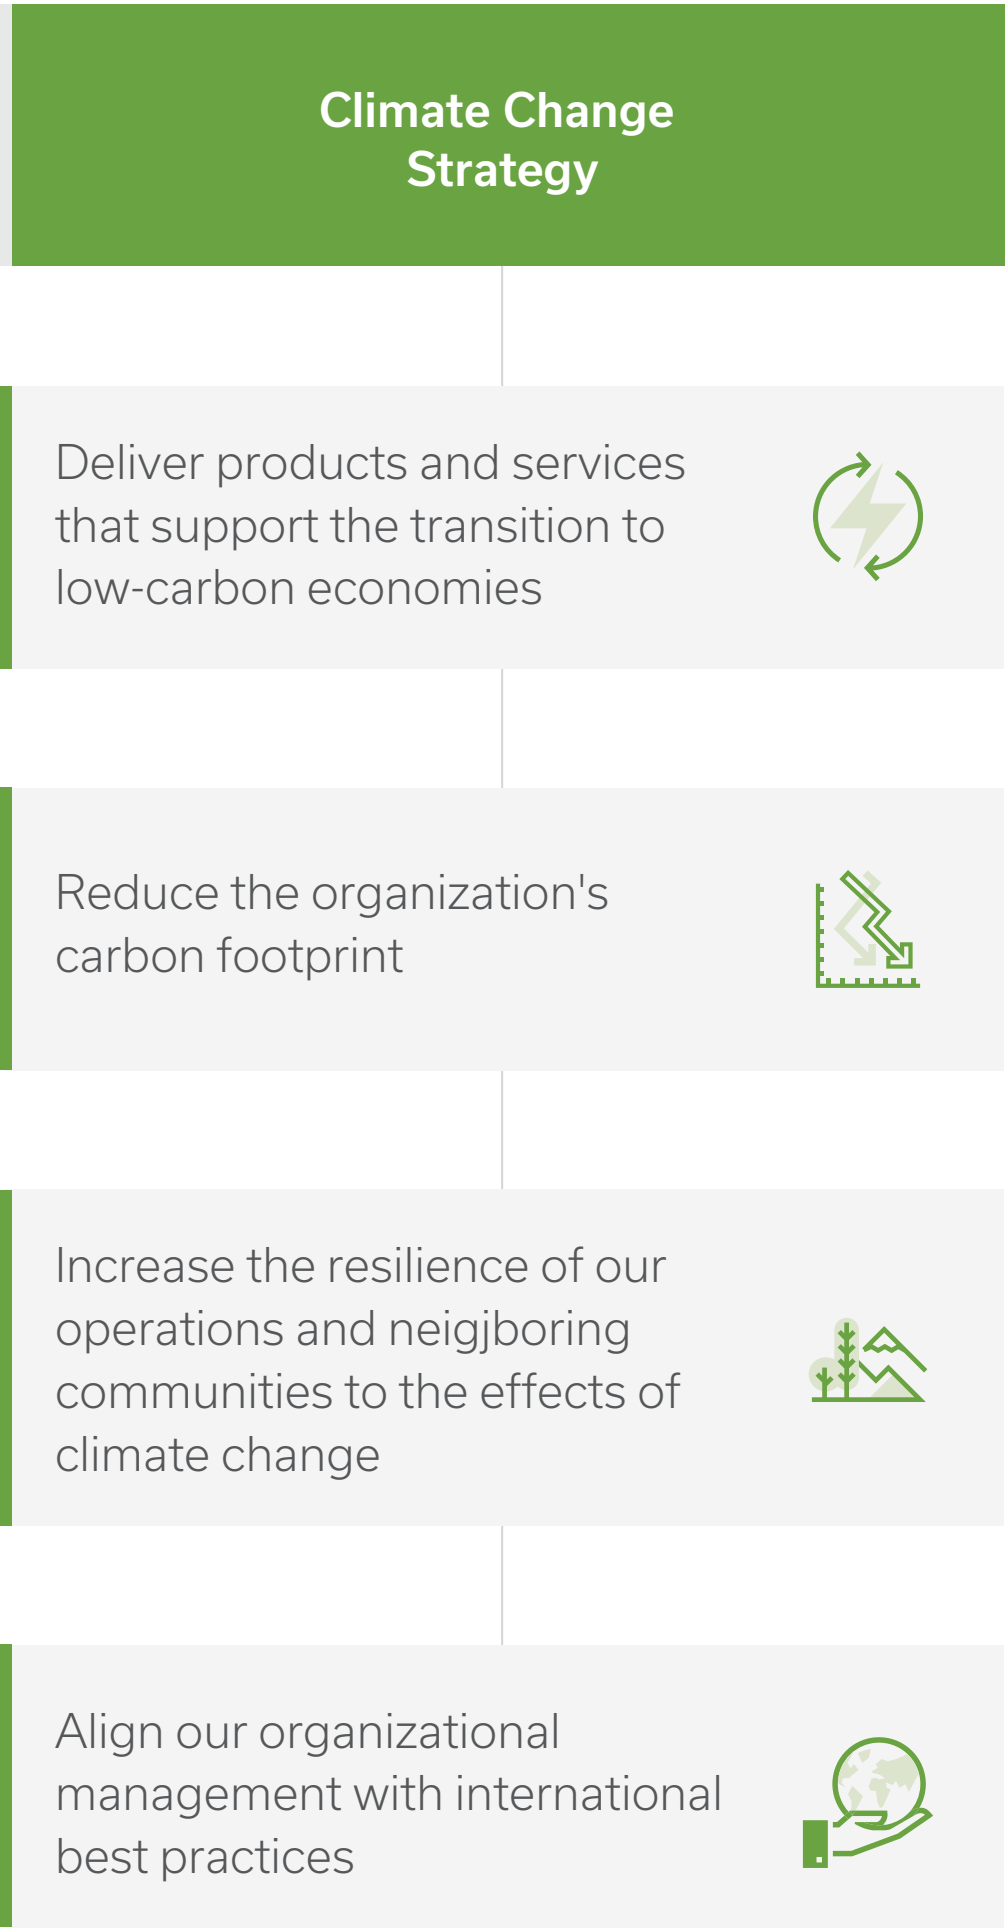 Climate Change
Strategy
Deliver products and services
that support the transition to
low-carbon economies
Reduce the organization's
carbon footprint
Increase the resilience of our
operations and neigjboring
communities to the effects of
climate change
Align our organizational
management with international
best practices